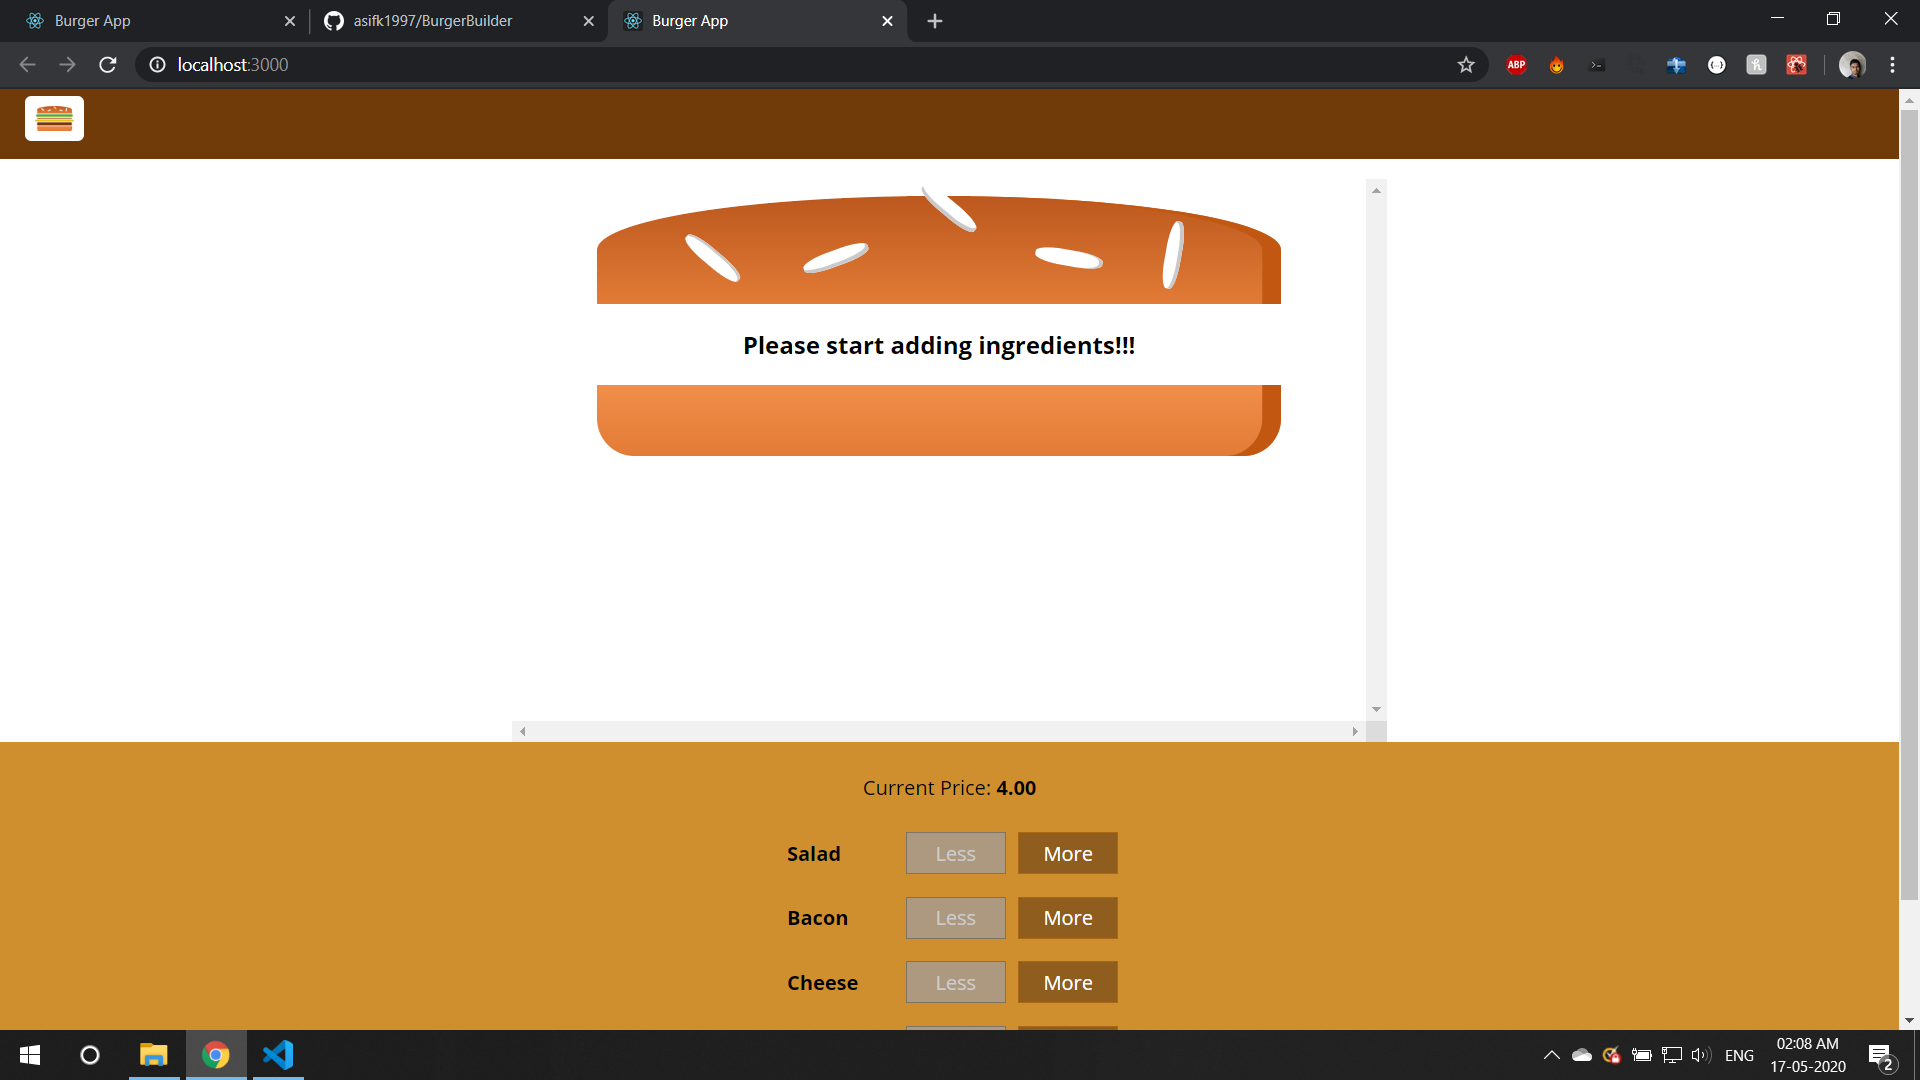 Burger App
asifk1997/BurgerBuilder
Burger App
localhost:3000
ABP
Please start adding ingredients!!!
Current Price: 4.00
Salad Less More
Bacon Less More
Cheese Less More
ENG
02:08 AM
17-05-2020
2